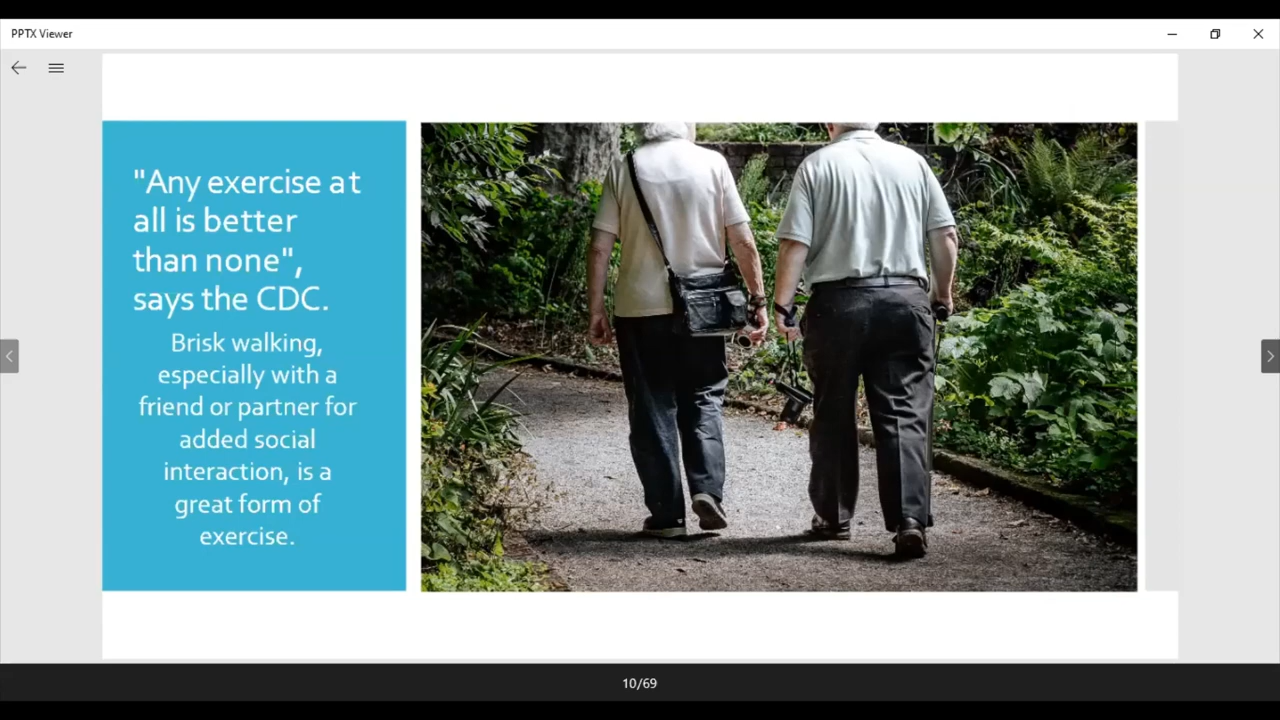 PPTX Viewer
"Any exercise at
all is better
than none",
says the CDC.
Brisk walking,
especially with a
friend or partner for
added social
interaction, is a
great form of
exercise.
10/69